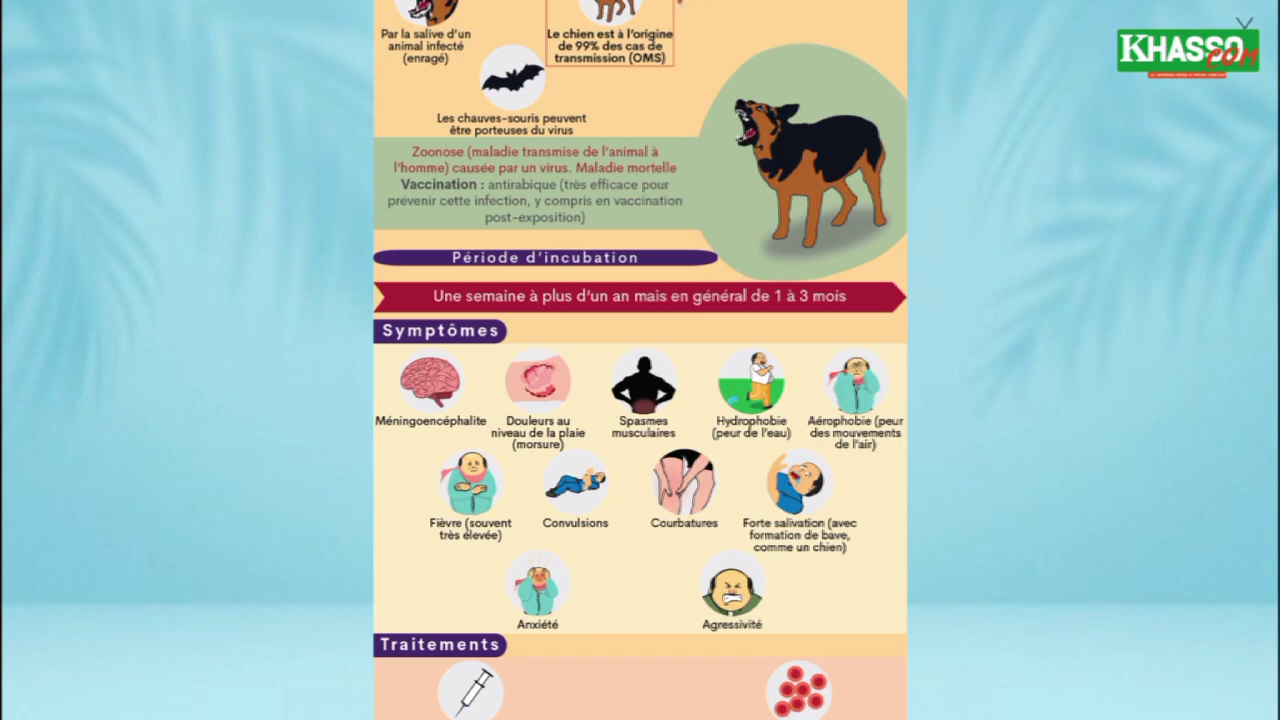 Par la salive d'un
animal infecté
(enragé)
Le chien est à l'origine
de 99% des cas de
transmission (OMS)
KHASSO
.COM
Les chauves-souris peuvent
être porteuses du virus
Zoonose (maladie transmise de l'animal à
l'homme) causée par un virus. Maladie mortelle
Vaccination : antirabique (très efficace pour
prévenir cette infection, y compris en vaccination
post-exposition)
Période d'incubation
Une semaine à plus d'un an mais en général de 1 à 3 mois
Symptômes
Méningoencéphalite
Douleurs au
niveau de la plaie
(morsure)
Spasmes
musculaires
Hydrophobie
(peur de l'eau)
Aérophobie (peur
des mouvements
de l'air)
Fièvre (souvent
très élevée)
Convulsions
Courbatures
Forte salivation (avec
formation de bave,
comme un chien)
Anxiété
Agressivité
Traitements